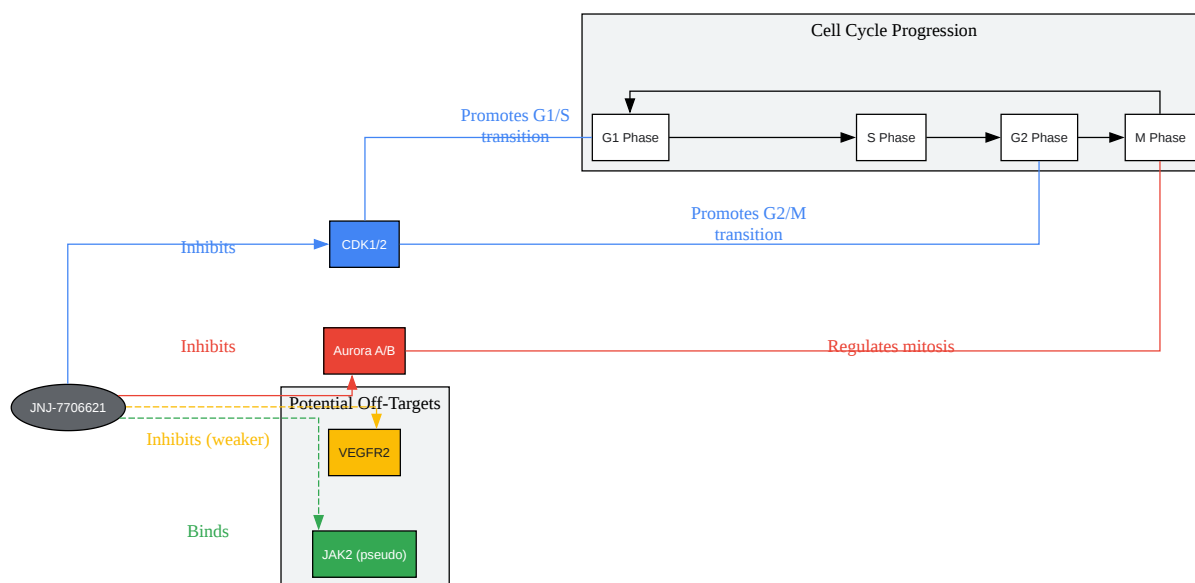 Cell Cycle Progression
Promotes G1/S
transition
G1 Phase
S Phase
G2 Phase
M Phase
Promotes G2/M
transition
Inhibits
CDK1/2
Inhibits
Aurora A/B
Regulates mitosis
JNJ-7706621
Potential Off-Targets
Inhibits (weaker)
VEGFR2
Binds
JAK2 (pseudo)